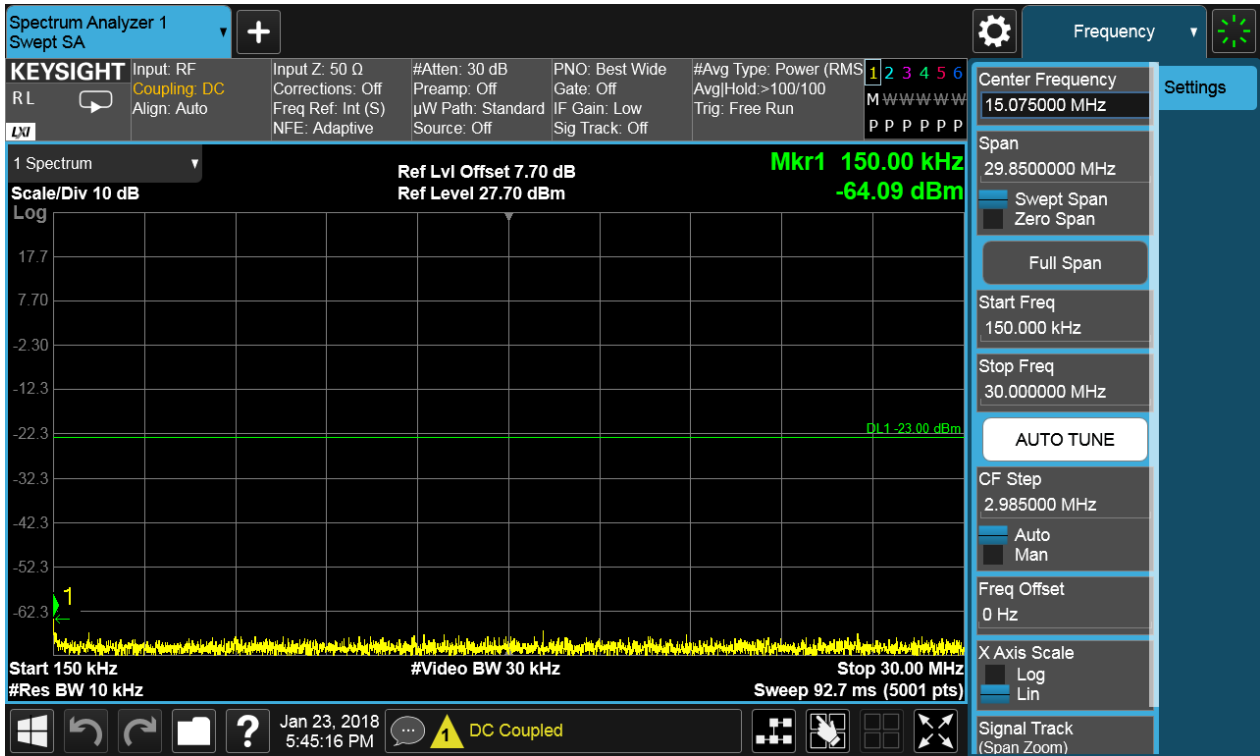 Spectrum Analyzer 1
Swept SA
Frequency
KEYSIGHT
R L
LXI
Input: RF
Coupling: DC
Align: Auto
Input Z: 50 Ω
Corrections: Off
Freq Ref: Int (S)
NFE: Adaptive
#Atten: 30 dB
Preamp: Off
µW Path: Standard
Source: Off
PNO: Best Wide
Gate: Off
IF Gain: Low
Sig Track: Off
#Avg Type: Power (RMS
Avg|Hold:>100/100
Trig: Free Run
1 2 3 4 5 6
M W W W W W
P P P P P P
1 Spectrum
Scale/Div 10 dB
Log
Ref Lvl Offset 7.70 dB
Ref Level 27.70 dBm
Mkr1 150.00 kHz
-64.09 dBm
17.7
7.70
-2.30
-12.3
-22.3
DL1 -23.00 dBm
-32.3
-42.3
-52.3
1
-62.3
Start 150 kHz
#Video BW 30 kHz
Stop 30.00 MHz
#Res BW 10 kHz
Sweep 92.7 ms (5001 pts)
Center Frequency
15.075000 MHz
Span
29.8500000 MHz
Swept Span
Zero Span
Full Span
Start Freq
150.000 kHz
Stop Freq
30.000000 MHz
AUTO TUNE
CF Step
2.985000 MHz
Auto
Man
Freq Offset
0 Hz
X Axis Scale
Log
Lin
Signal Track
(Span Zoom)
Settings
?
Jan 23, 2018
5:45:16 PM
1
DC Coupled